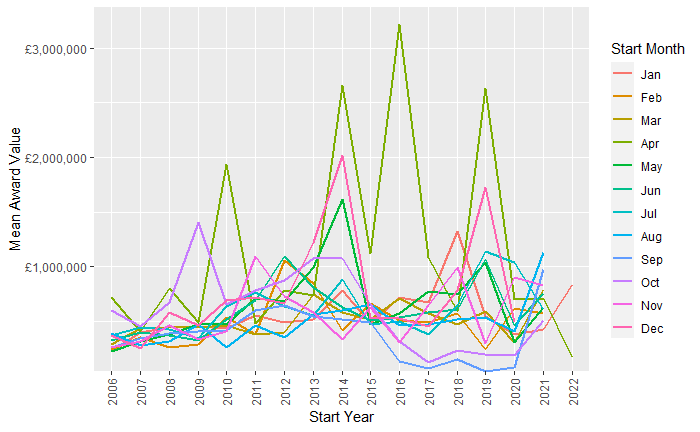 £3,000,000
£2,000,000
£1,000,000
Mean Award Value
2006
2007
2008
2009
2010
2011
2012
2013
2014
2015
2016
2017
2018
2019
2020
2021
2022
Start Year
Start Month
Jan
Feb
Mar
Apr
May
Jun
Jul
Aug
Sep
Oct
Nov
Dec